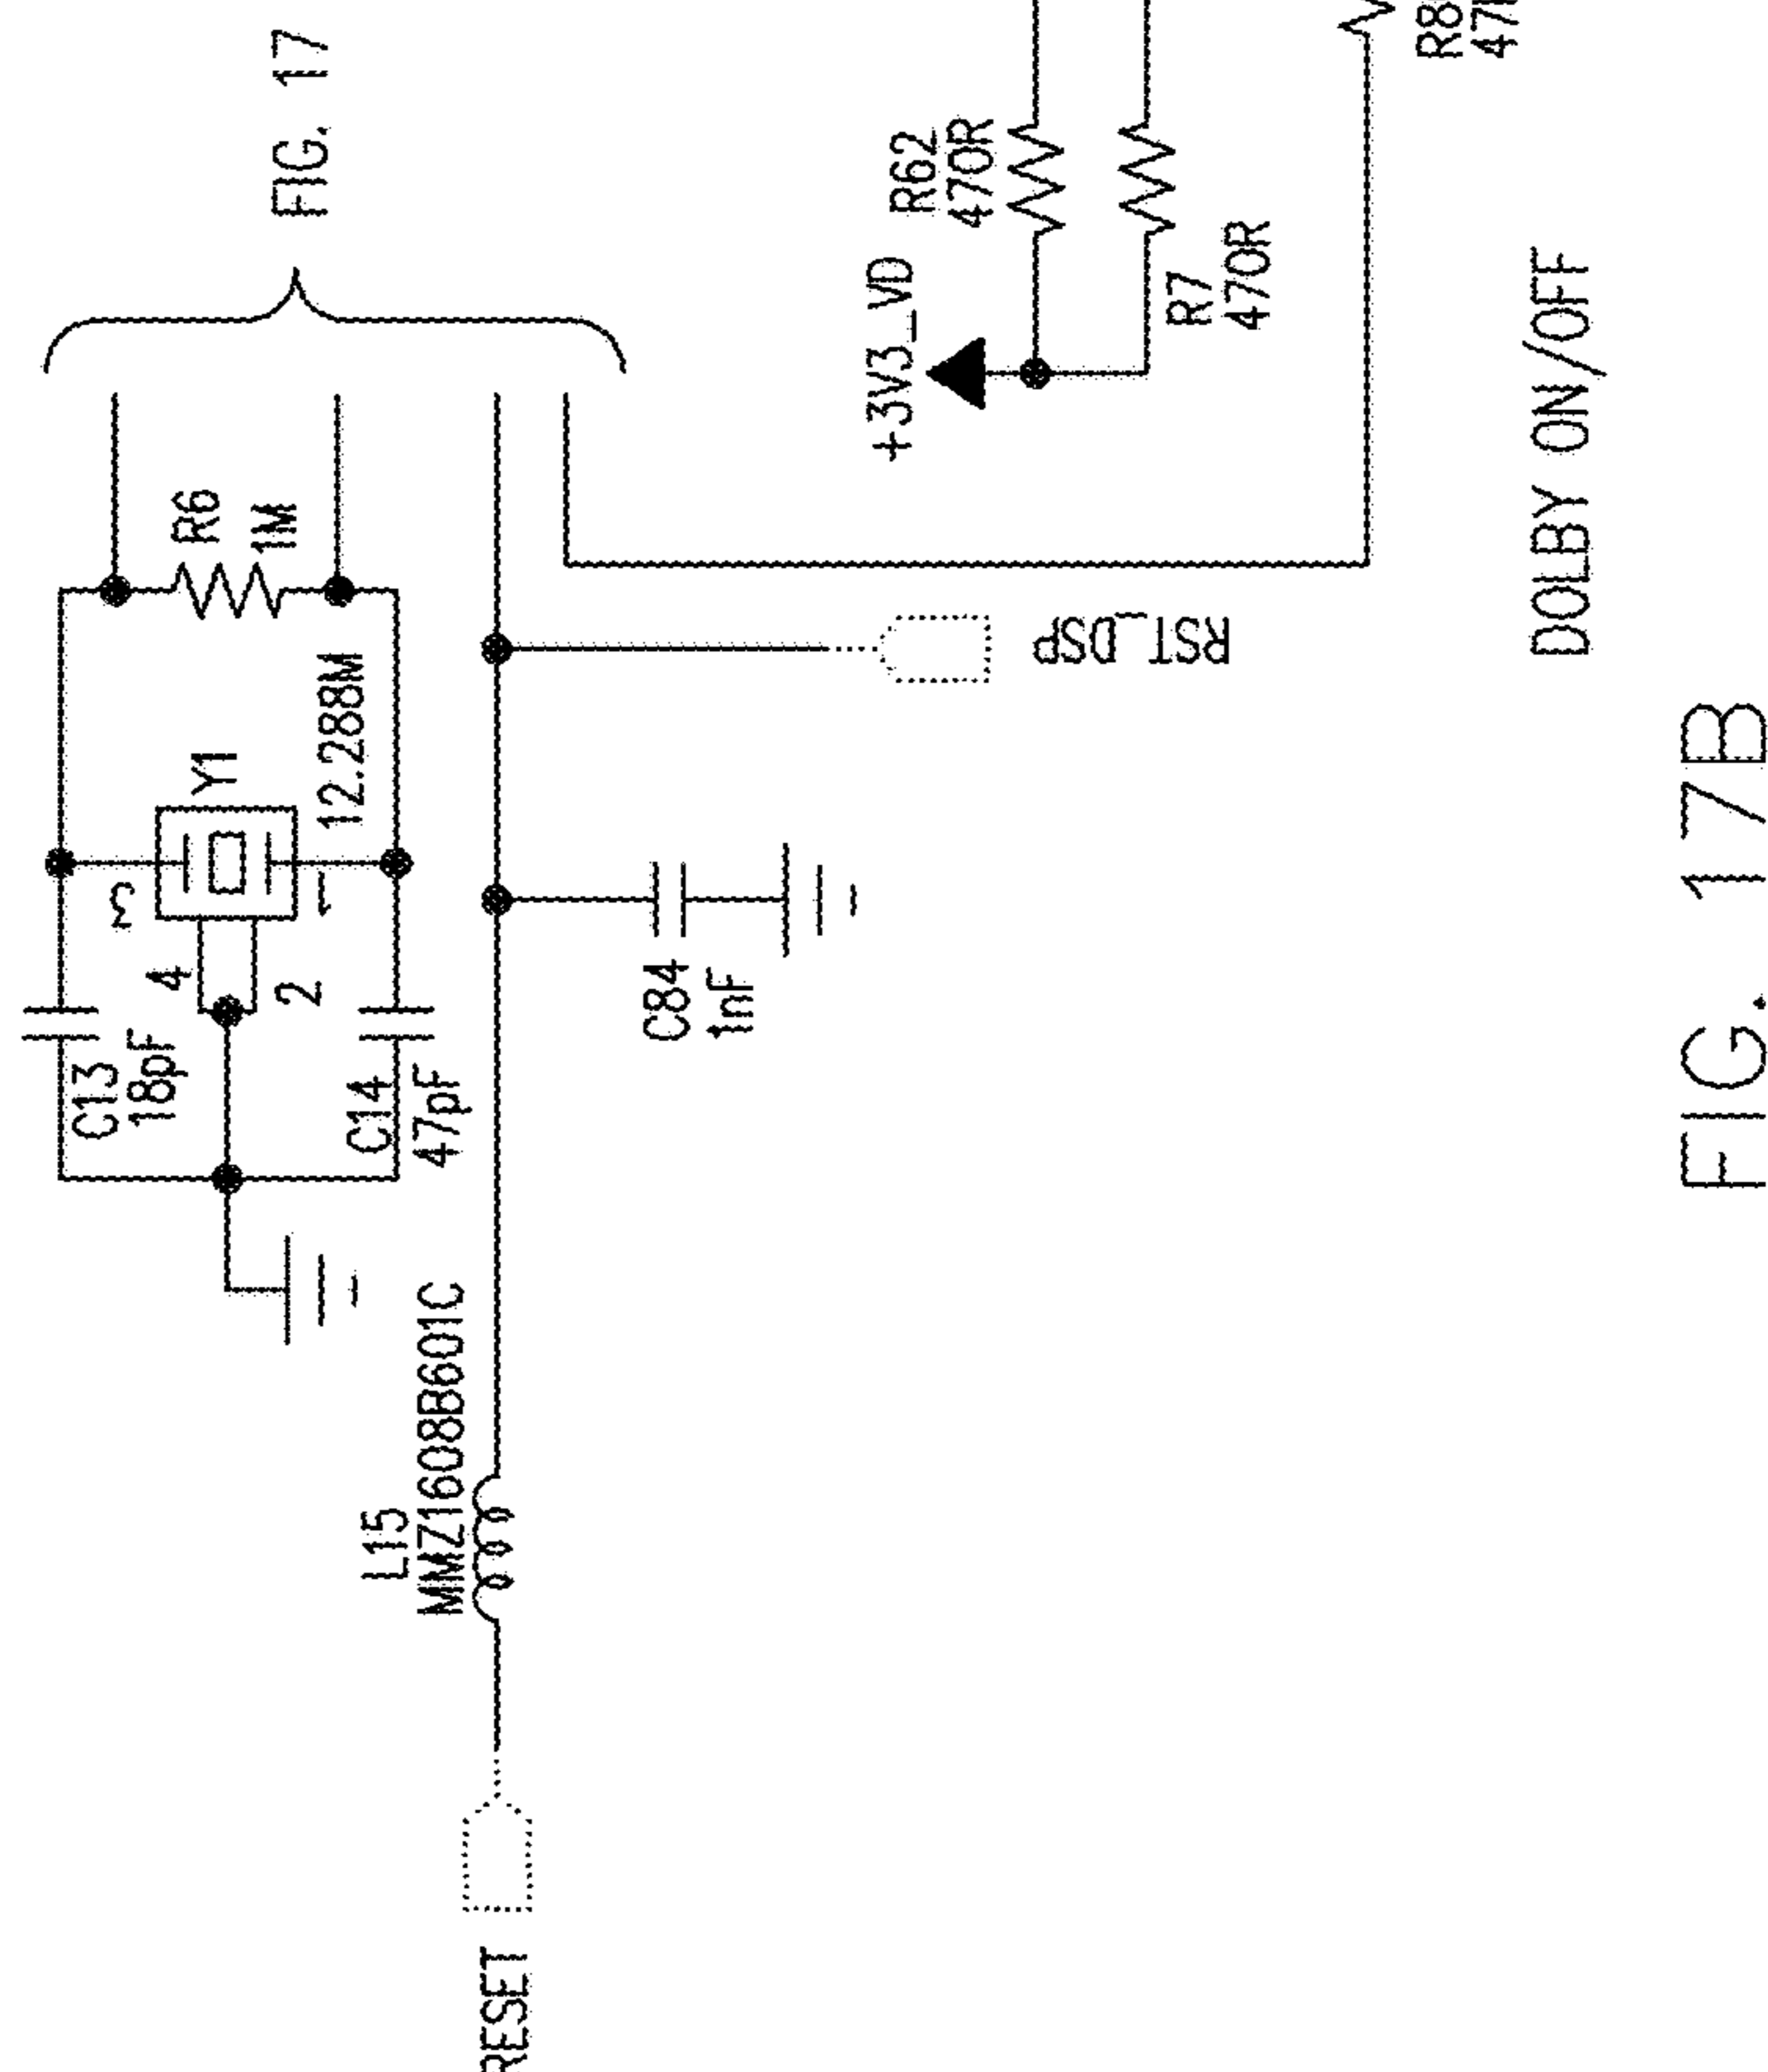 FIG. 17
C13
18pF
4
3
2
1
Y1
12.288M
R6
1M
C14
47pF
L15
MMZ1608B601C
RESET
C84
1nF
RST_DSP
+3V3_VD
R62
470R
R7
470R
DOLBY ON/OFF
FIG. 17B